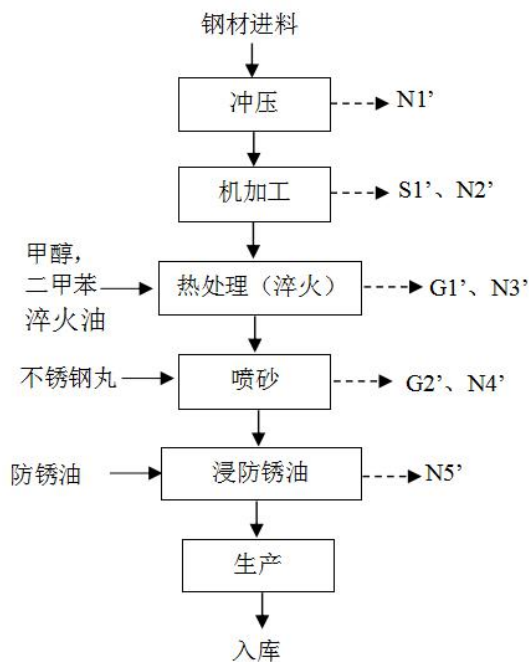 钢材进料
冲压
N1’
机加工
S1’、N2’
甲醇，
二甲苯
淬火油
热处理（淬火）
G1’、N3’
不锈钢丸
喷砂
G2’、N4’
防锈油
浸防锈油
N5’
生产
入库